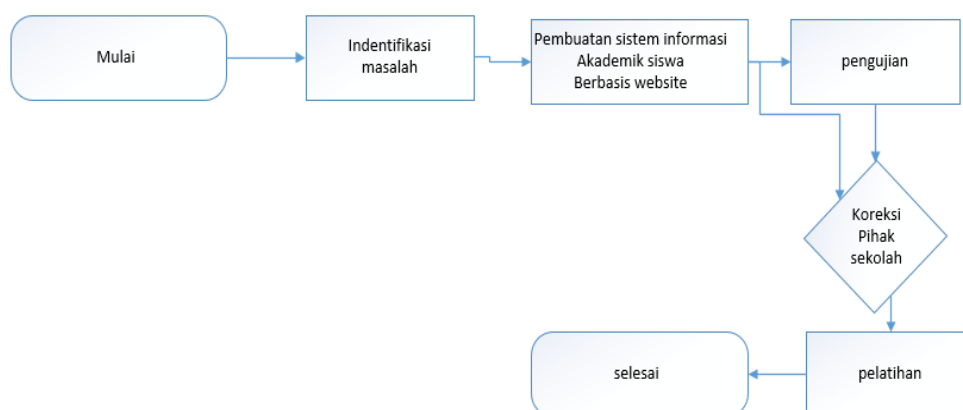 Mulai
Indentifikasi
masalah
Pembuatan sistem informasi
Akademik siswa
Berbasis website
pengujian
Koreksi
Pihak
sekolah
pelatihan
selesai